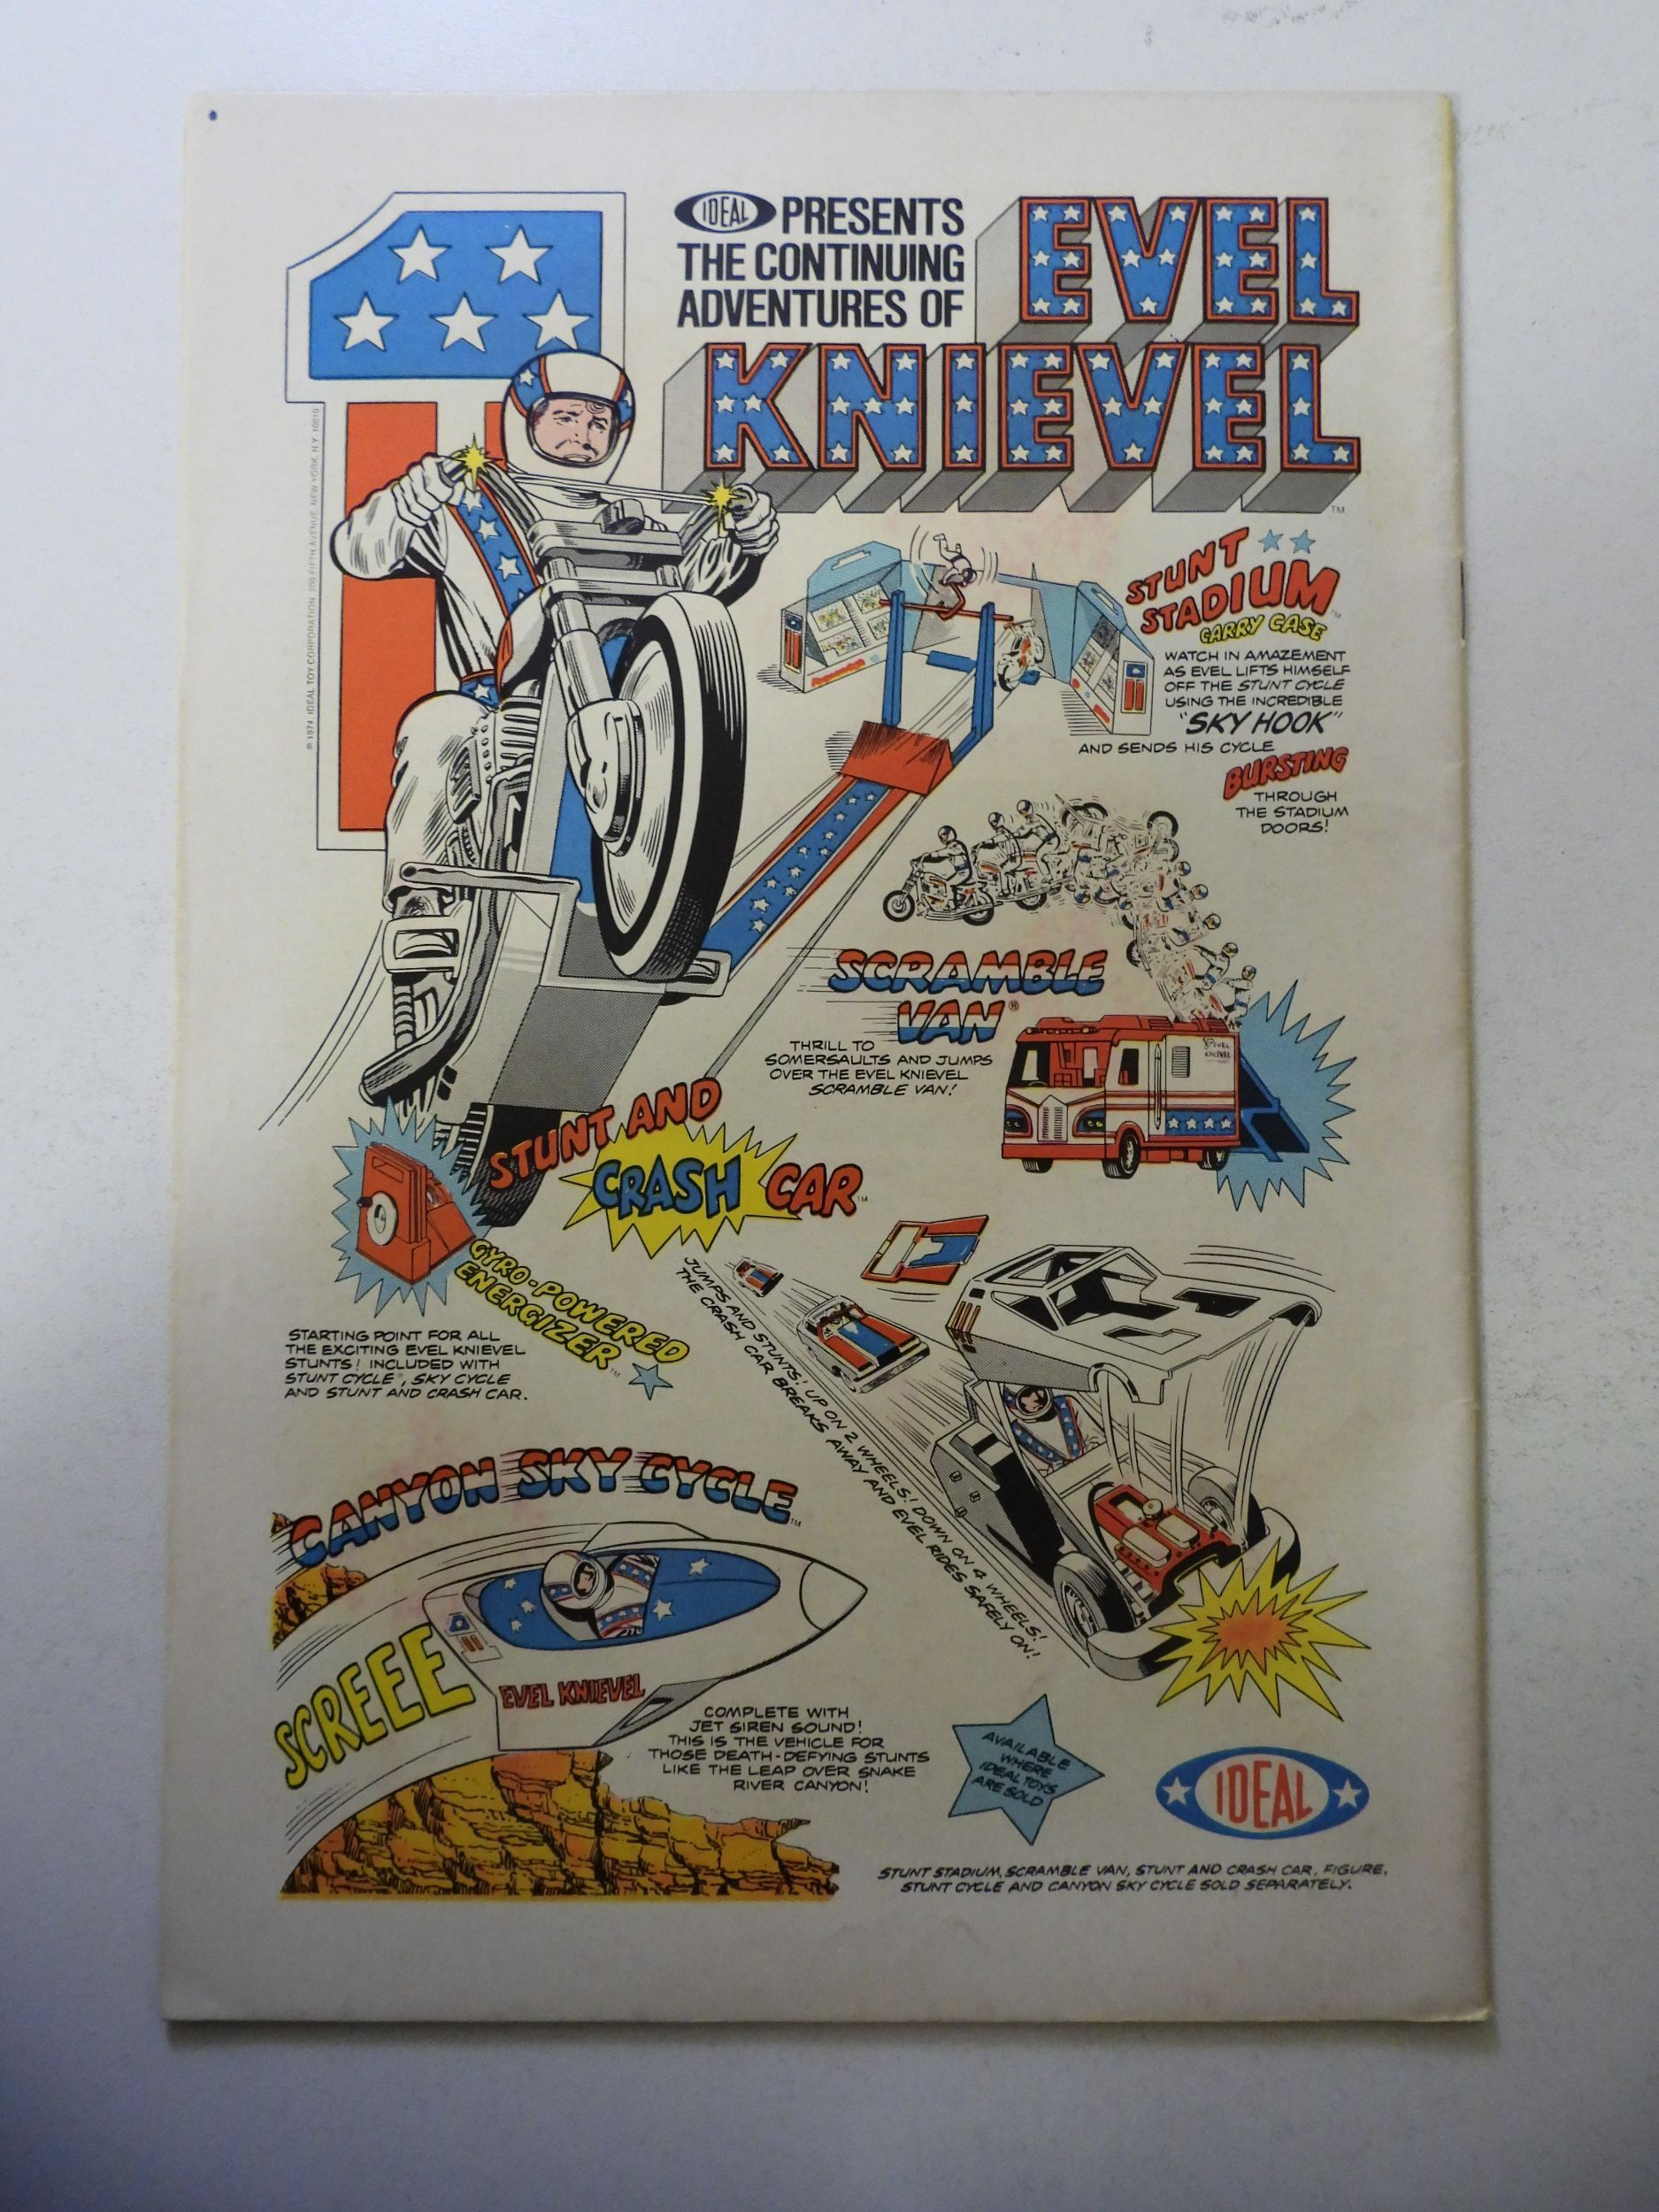 IDEAL PRESENTS
THE CONTINUING
ADVENTURES OF
EVEL
KNIEVEL
TM
© 1974, IDEAL TOY CORPORATION, 200 FIFTH AVENUE, NEW YORK, N.Y. 10010
STUNT
STADIUM TM
CARRY CASE
WATCH IN AMAZEMENT
AS EVEL LIFTS HIMSELF
OFF THE STUNT CYCLE
USING THE INCREDIBLE
"SKY HOOK"
AND SENDS HIS CYCLE
BURSTING
THROUGH
THE STADIUM
DOORS!
SCRAMBLE
VAN®
THRILL TO
SOMERSAULTS AND JUMPS
OVER THE EVEL KNIEVEL
SCRAMBLE VAN!
EVEL
KNIEVEL
STUNT AND
CRASH CAR TM
JUMPS AND STUNTS! UP ON 2 WHEELS! DOWN ON 4 WHEELS!
THE CRASH CAR BREAKS AWAY AND EVEL RIDES SAFELY ON!
GYRO-POWERED
ENERGIZER TM
STARTING POINT FOR ALL
THE EXCITING EVEL KNIEVEL
STUNTS! INCLUDED WITH
STUNT CYCLE®, SKY CYCLE
AND STUNT AND CRASH CAR.
CANYON SKY CYCLE TM
SCREEE
EVEL KNIEVEL
COMPLETE WITH
JET SIREN SOUND!
THIS IS THE VEHICLE FOR
THOSE DEATH-DEFYING STUNTS
LIKE THE LEAP OVER SNAKE
RIVER CANYON!
AVAILABLE
WHERE
IDEAL TOYS
ARE SOLD
IDEAL
STUNT STADIUM, SCRAMBLE VAN, STUNT AND CRASH CAR, FIGURE,
STUNT CYCLE AND CANYON SKY CYCLE SOLD SEPARATELY.